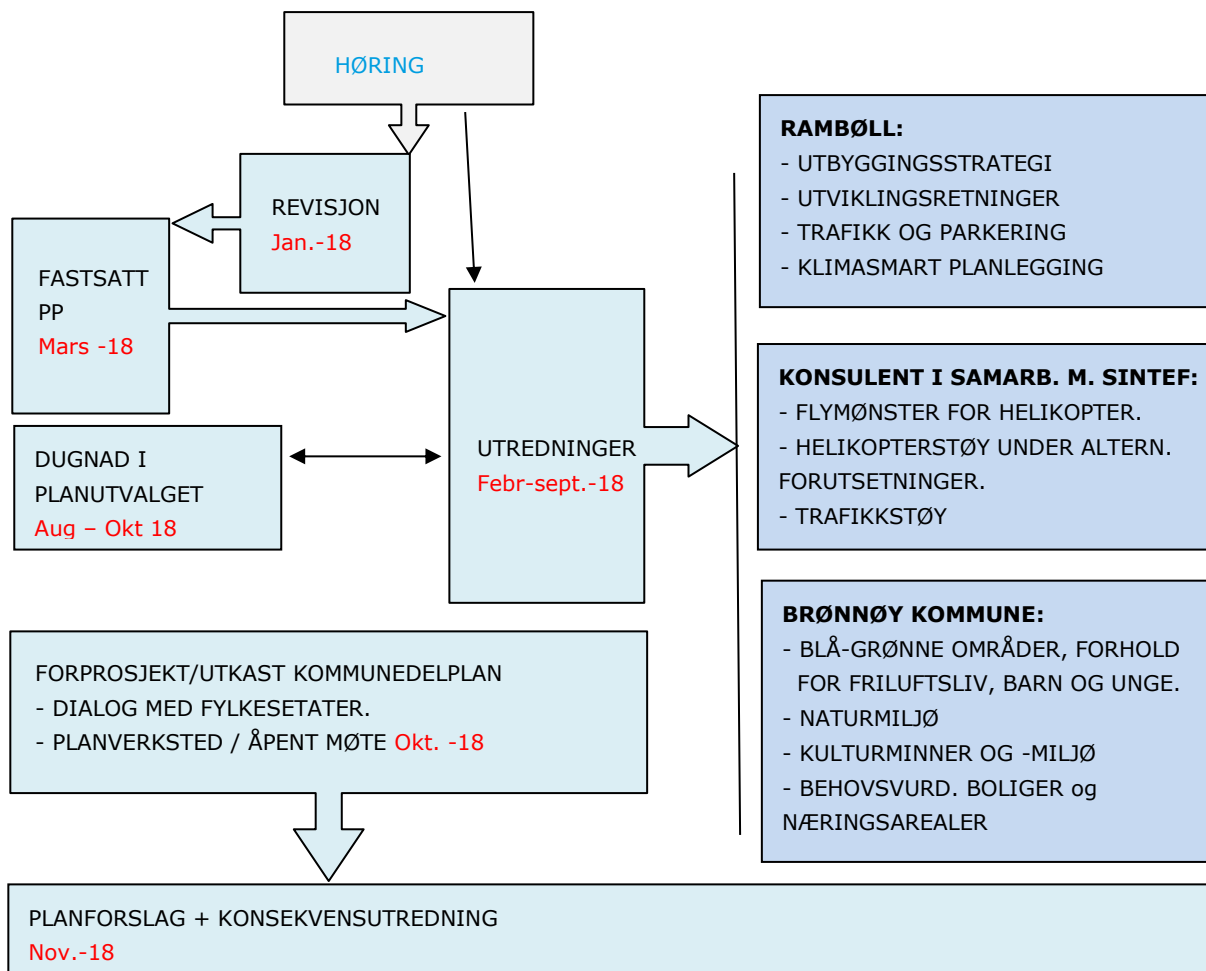 HØRING
REVISJON
Jan.-18
FASTSATT
PP
Mars -18
DUGNAD I
PLANUTVALGET
Aug – Okt 18
UTREDNINGER
Febr-sept.-18
RAMBØLL:
- UTBYGGINGSSTRATEGI
- UTVIKLINGSRETNINGER
- TRAFIKK OG PARKERING
- KLIMASMART PLANLEGGING
KONSULENT I SAMARB. M. SINTEF:
- FLYMØNSTER FOR HELIKOPTER.
- HELIKOPTERSTØY UNDER ALTERN.
FORUTSETNINGER.
- TRAFIKKSTØY
BRØNNØY KOMMUNE:
- BLÅ-GRØNNE OMRÅDER, FORHOLD
FOR FRILUFTSLIV, BARN OG UNGE.
- NATURMILJØ
- KULTURMINNER OG -MILJØ
- BEHOVSVURD. BOLIGER og
NÆRINGSAREALER
FORPROSJEKT/UTKAST KOMMUNEDELPLAN
- DIALOG MED FYLKESETATER.
- PLANVERKSTED / ÅPENT MØTE Okt. -18
PLANFORSLAG + KONSEKVENSUTREDNING
Nov.-18